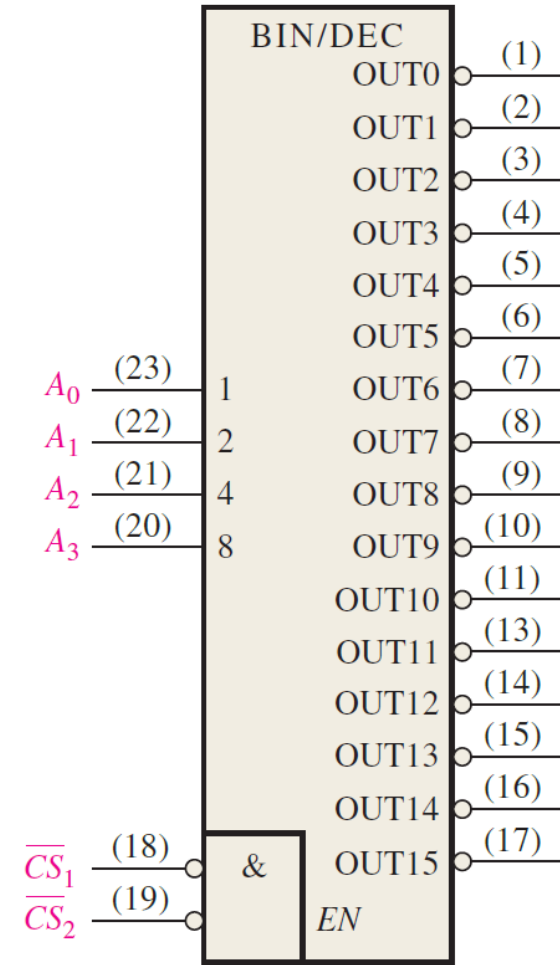 BIN/DEC
OUT0 (1)
OUT1 (2)
OUT2 (3)
OUT3 (4)
OUT4 (5)
OUT5 (6)
A₀ (23) 1 OUT6 (7)
A₁ (22) 2 OUT7 (8)
A₂ (21) 4 OUT8 (9)
A₃ (20) 8 OUT9 (10)
OUT10 (11)
OUT11 (13)
OUT12 (14)
OUT13 (15)
OUT14 (16)
C̅S̅₁ (18) & OUT15 (17)
C̅S̅₂ (19) EN